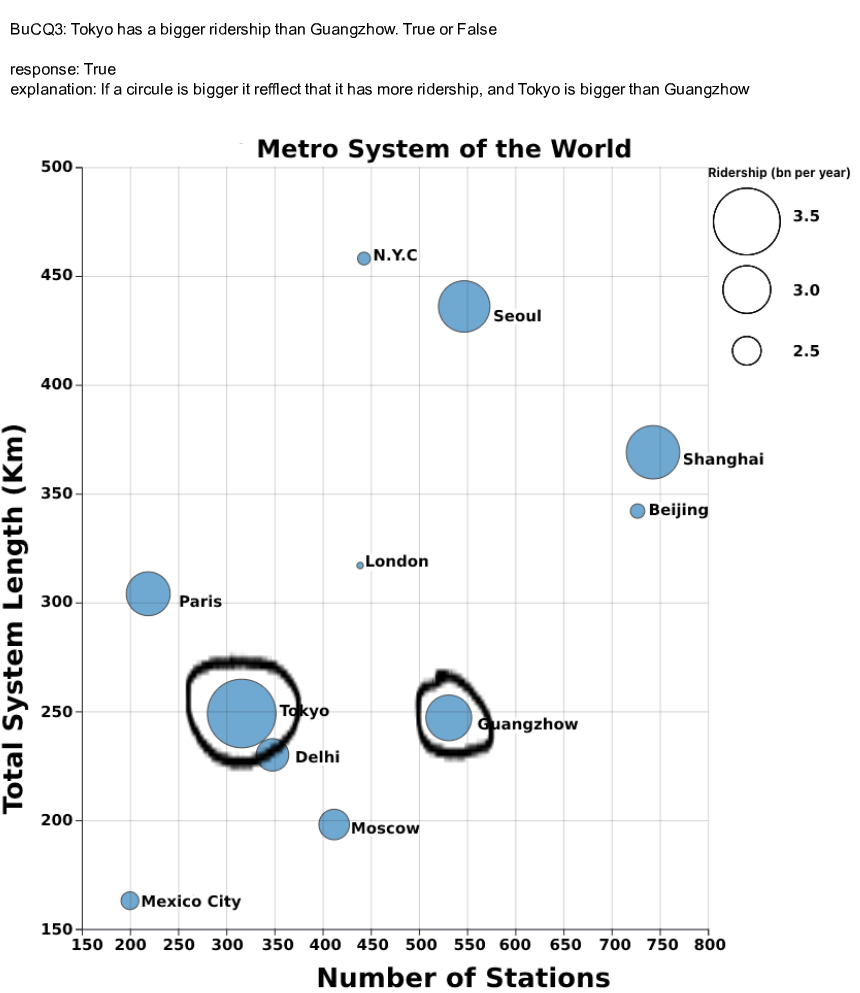 BuCQ3: Tokyo has a bigger ridership than Guangzhow. True or False
response: True
explanation: If a circule is bigger it refflect that it has more ridership, and Tokyo is bigger than Guangzhow
Metro System of the World
Ridership (bn per year)
3.5
3.0
2.5
Total System Length (Km)
500
450
400
350
300
250
200
150
N.Y.C
Seoul
Shanghai
Beijing
London
Paris
Tokyo
Guangzhow
Delhi
Moscow
Mexico City
150 200 250 300 350 400 450 500 550 600 650 700 750 800
Number of Stations